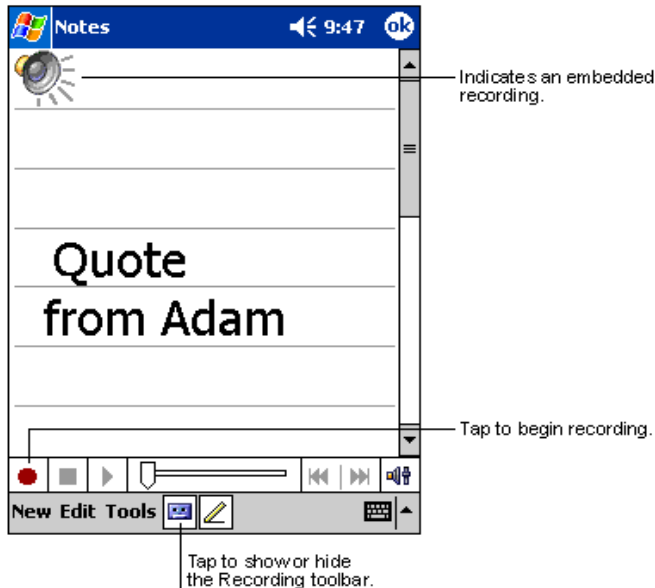 Notes 9:47 ok
Indicates an embedded
recording.
Quote
from Adam
Tap to begin recording.
New Edit Tools
Tap to show or hide
the Recording toolbar.